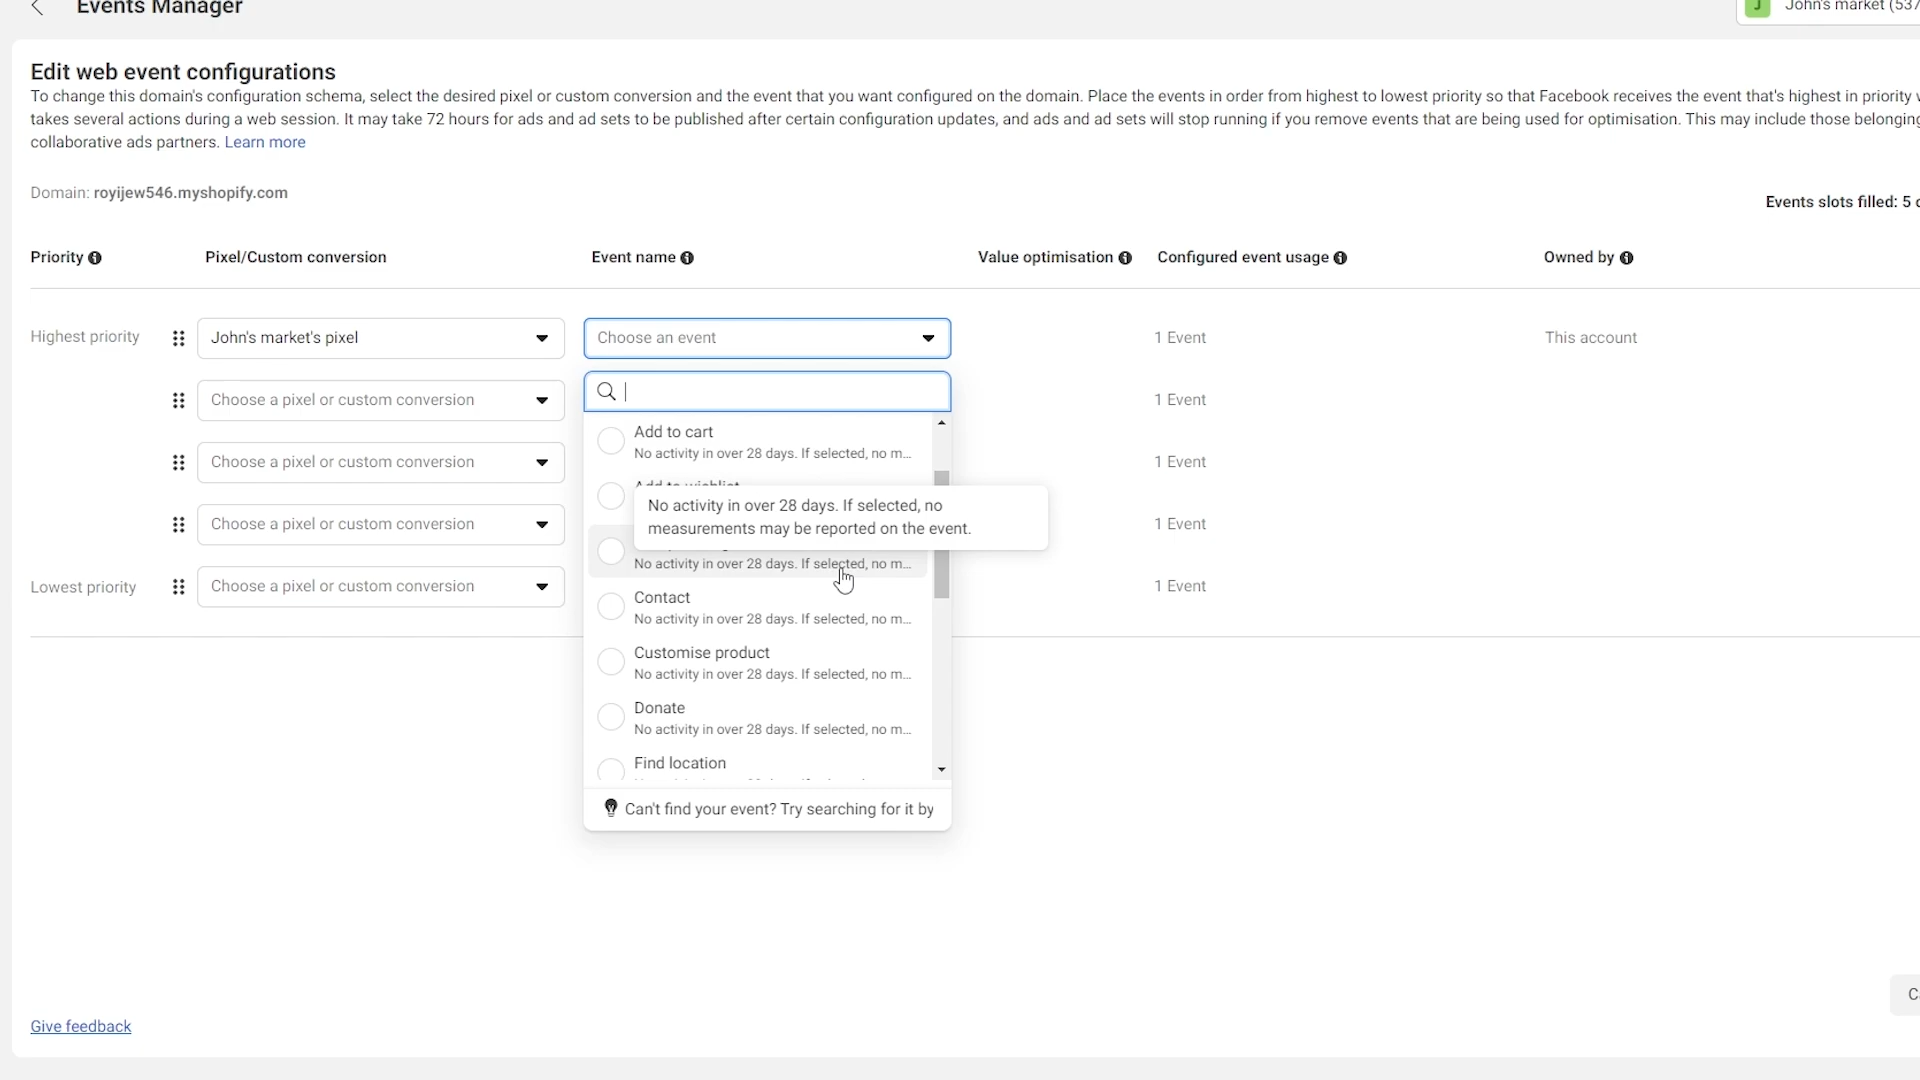 Events Manager
John's market (537
Edit web event configurations
To change this domain's configuration schema, select the desired pixel or custom conversion and the event that you want configured on the domain. Place the events in order from highest to lowest priority so that Facebook receives the event that's highest in priority
takes several actions during a web session. It may take 72 hours for ads and ad sets to be published after certain configuration updates, and ads and ad sets will stop running if you remove events that are being used for optimisation. This may include those belonging
collaborative ads partners. Learn more
Domain: royijew546.myshopify.com
Events slots filled: 5
Priority Pixel/Custom conversion Event name Value optimisation Configured event usage Owned by
Highest priority John's market's pixel Choose an event 1 Event This account
Choose a pixel or custom conversion 1 Event
Add to cart
No activity in over 28 days. If selected, no m...
Choose a pixel or custom conversion 1 Event
Add to wishlist
No activity in over 28 days. If selected, no
measurements may be reported on the event.
Choose a pixel or custom conversion 1 Event
No activity in over 28 days. If selected, no m...
Lowest priority Choose a pixel or custom conversion 1 Event
Contact
No activity in over 28 days. If selected, no m...
Customise product
No activity in over 28 days. If selected, no m...
Donate
No activity in over 28 days. If selected, no m...
Find location
Can't find your event? Try searching for it by
Give feedback